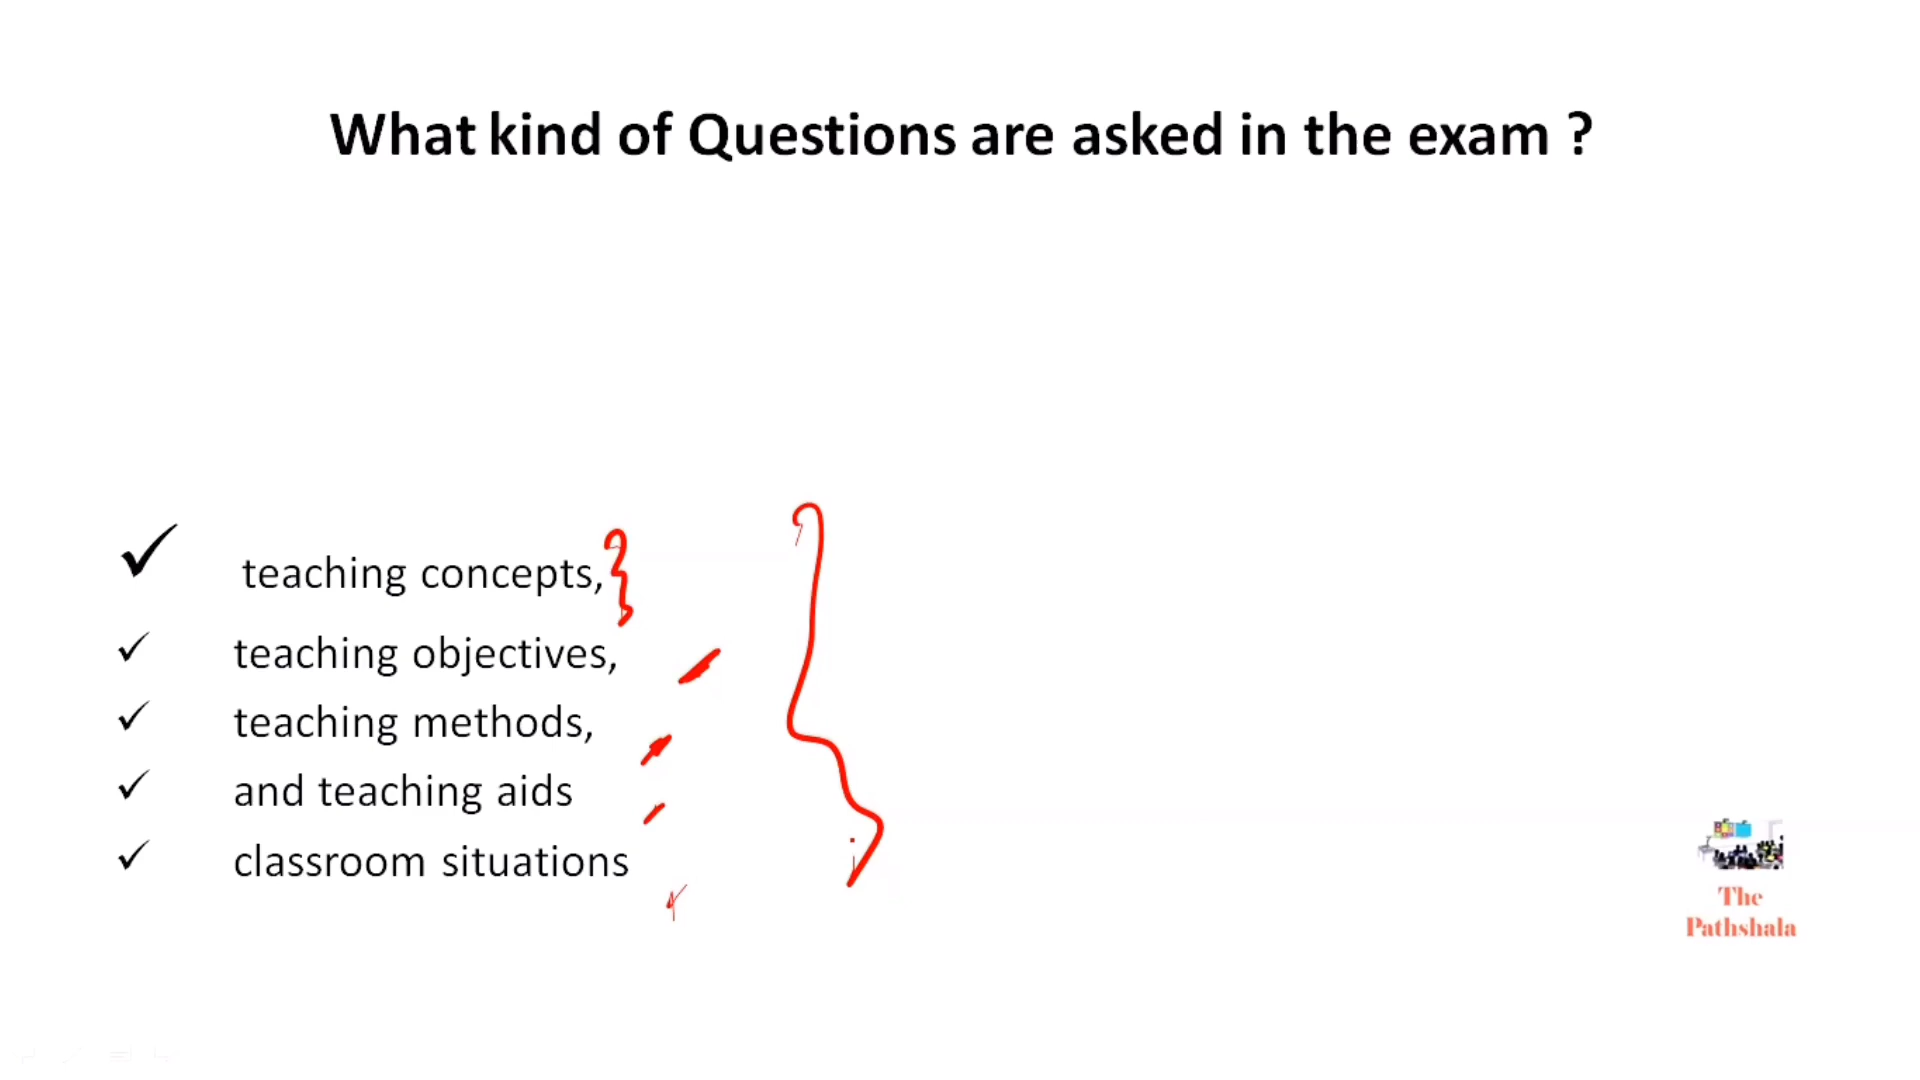 What kind of Questions are asked in the exam ?
teaching concepts,
teaching objectives,
teaching methods,
and teaching aids
classroom situations
The
Pathshala